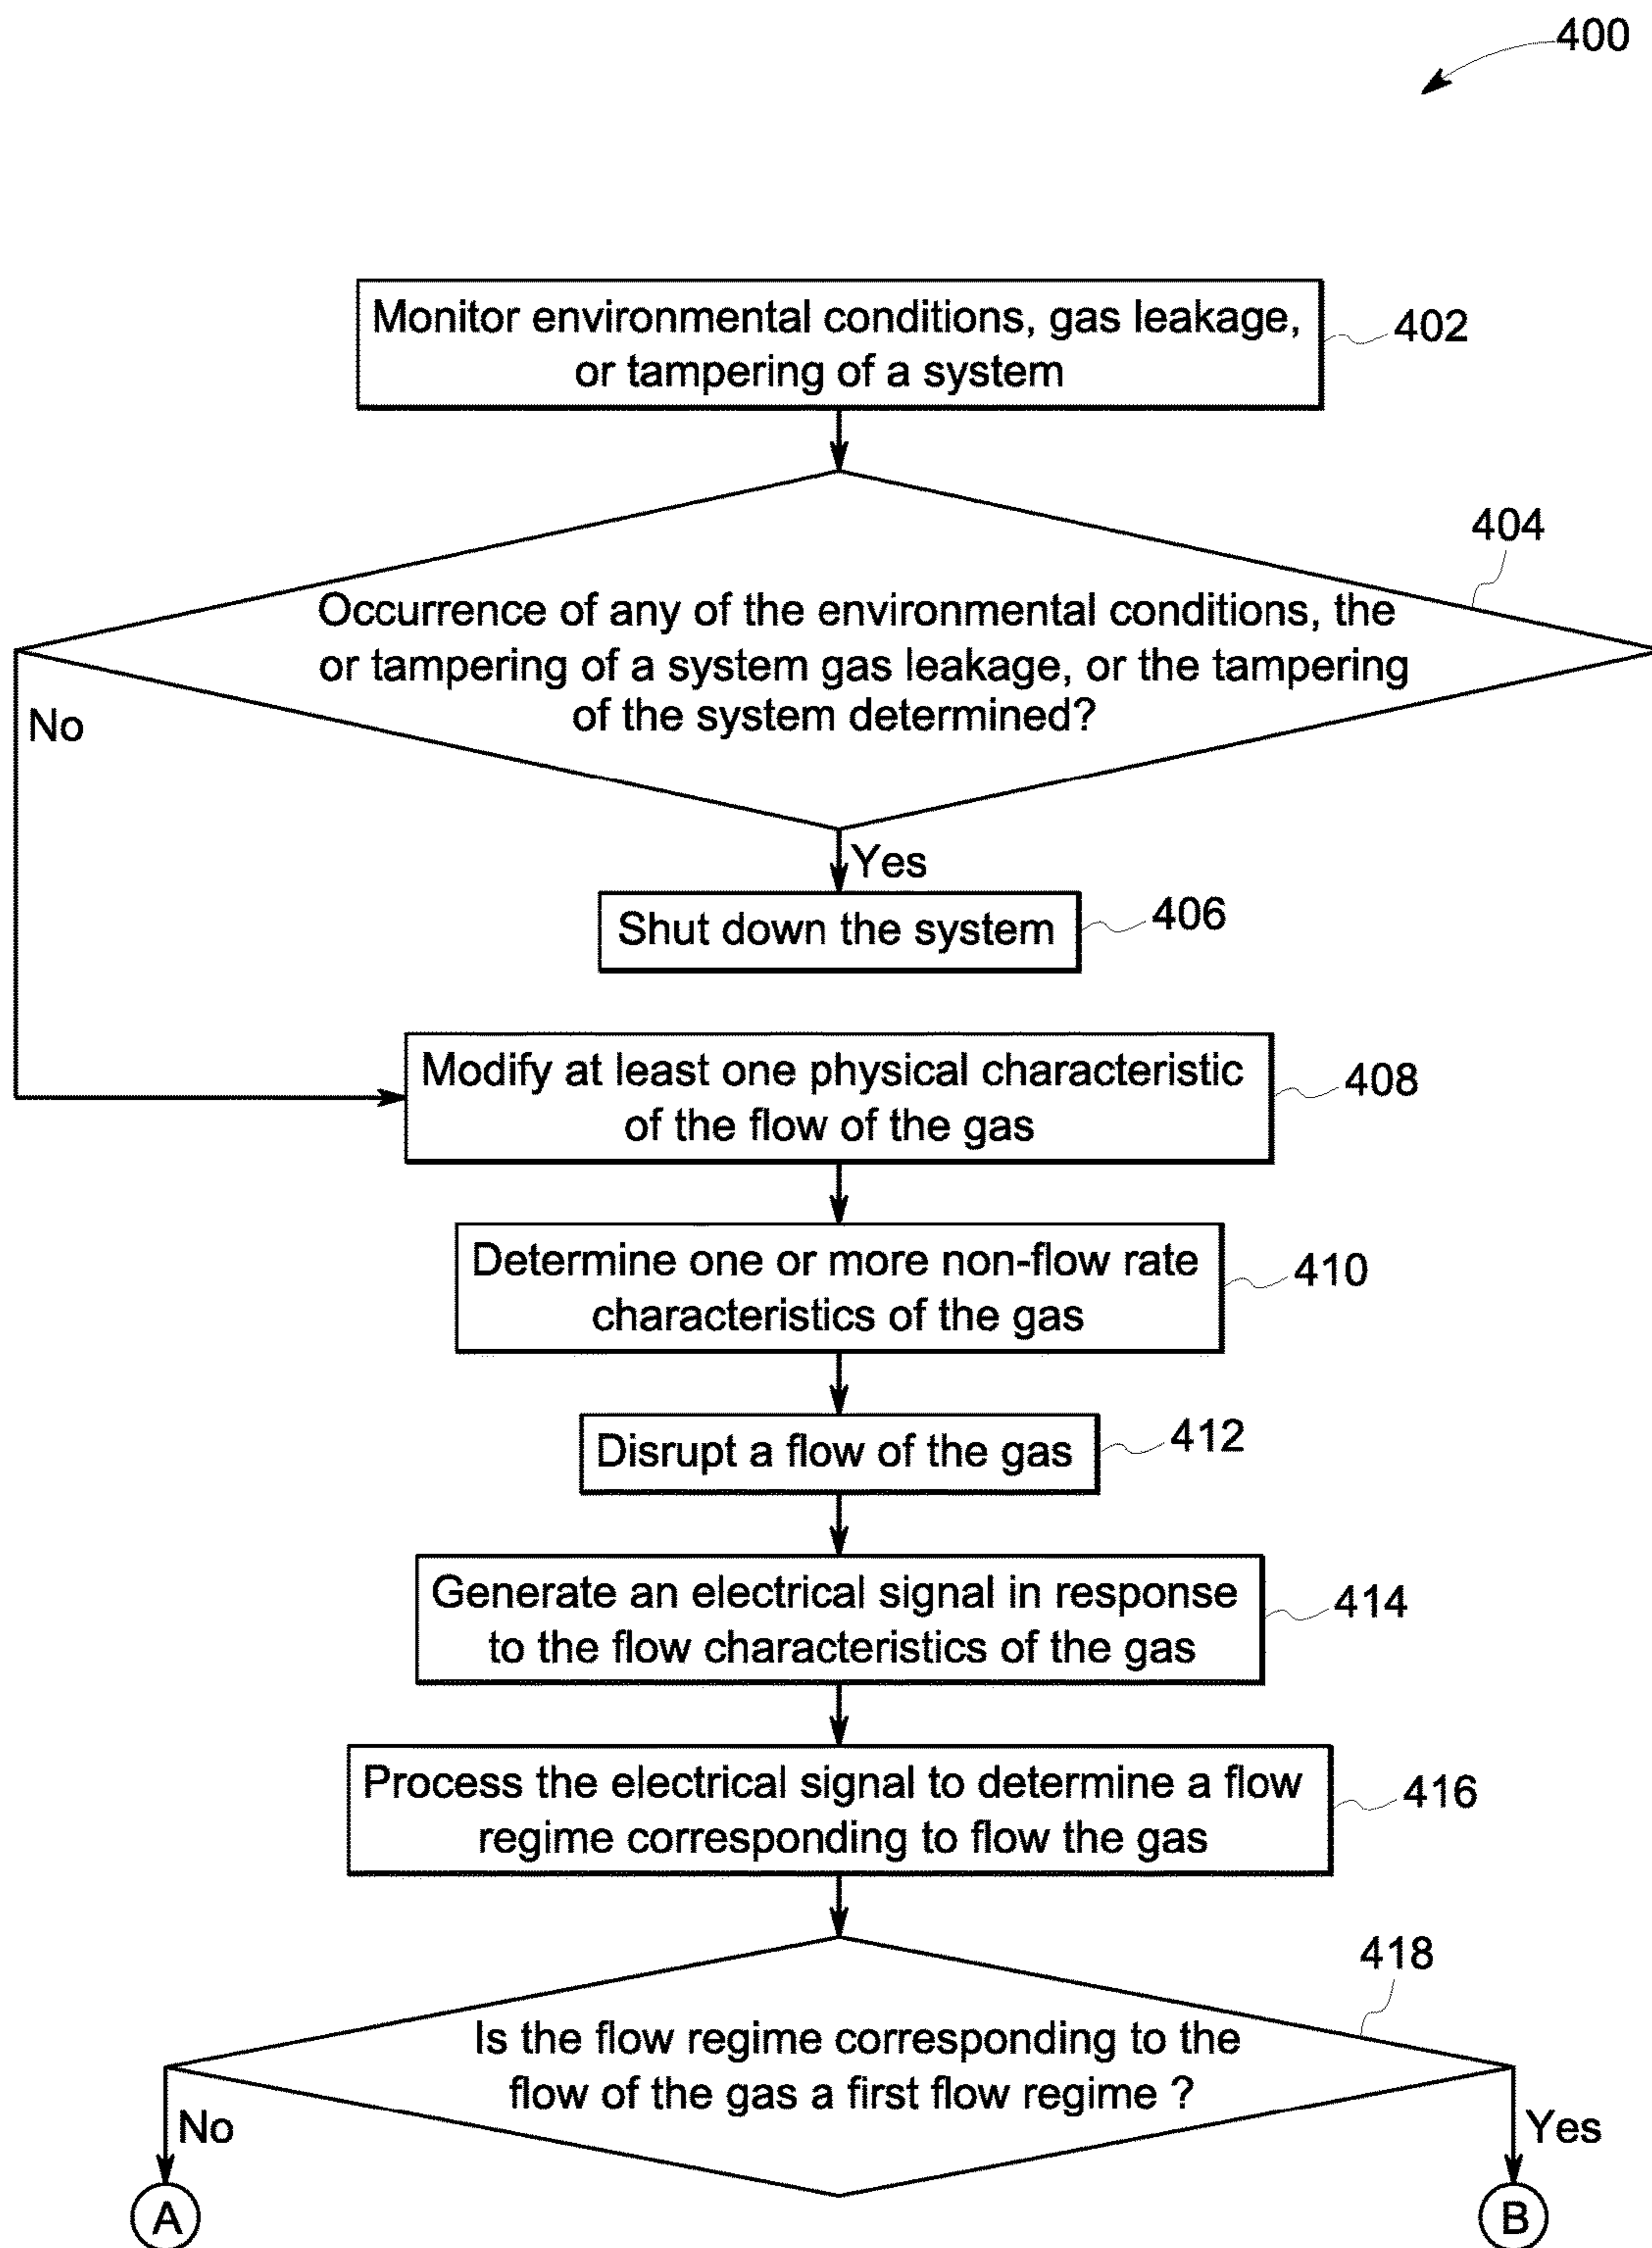 400
Monitor environmental conditions, gas leakage,
or tampering of a system
402
404
Occurrence of any of the environmental conditions, the
or tampering of a system gas leakage, or the tampering
of the system determined?
No
Yes
Shut down the system
406
Modify at least one physical characteristic
of the flow of the gas
408
Determine one or more non-flow rate
characteristics of the gas
410
Disrupt a flow of the gas
412
Generate an electrical signal in response
to the flow characteristics of the gas
414
Process the electrical signal to determine a flow
regime corresponding to flow the gas
416
418
Is the flow regime corresponding to the
flow of the gas a first flow regime ?
No
Yes
A
B